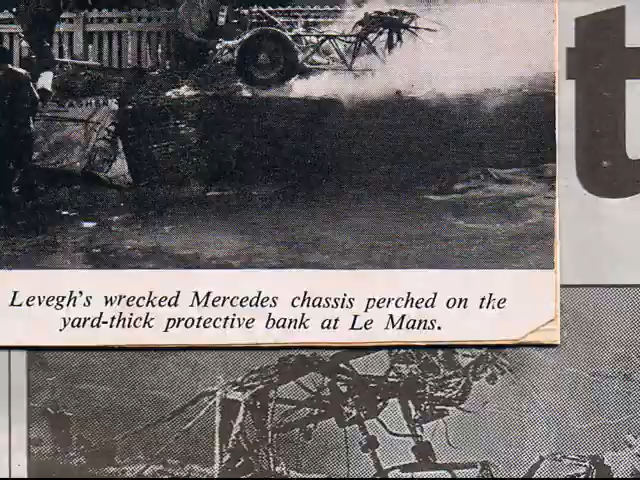 t
Levegh's wrecked Mercedes chassis perched on the
yard-thick protective bank at Le Mans.